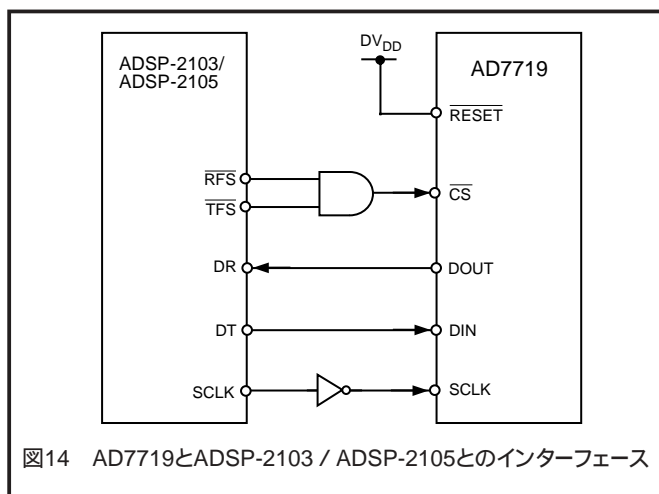 DVDD
ADSP-2103/
ADSP-2105
AD7719
RESET
RFS
TFS
CS
DR
DOUT
DT
DIN
SCLK
SCLK
図14 AD7719とADSP-2103 / ADSP-2105とのインターフェース